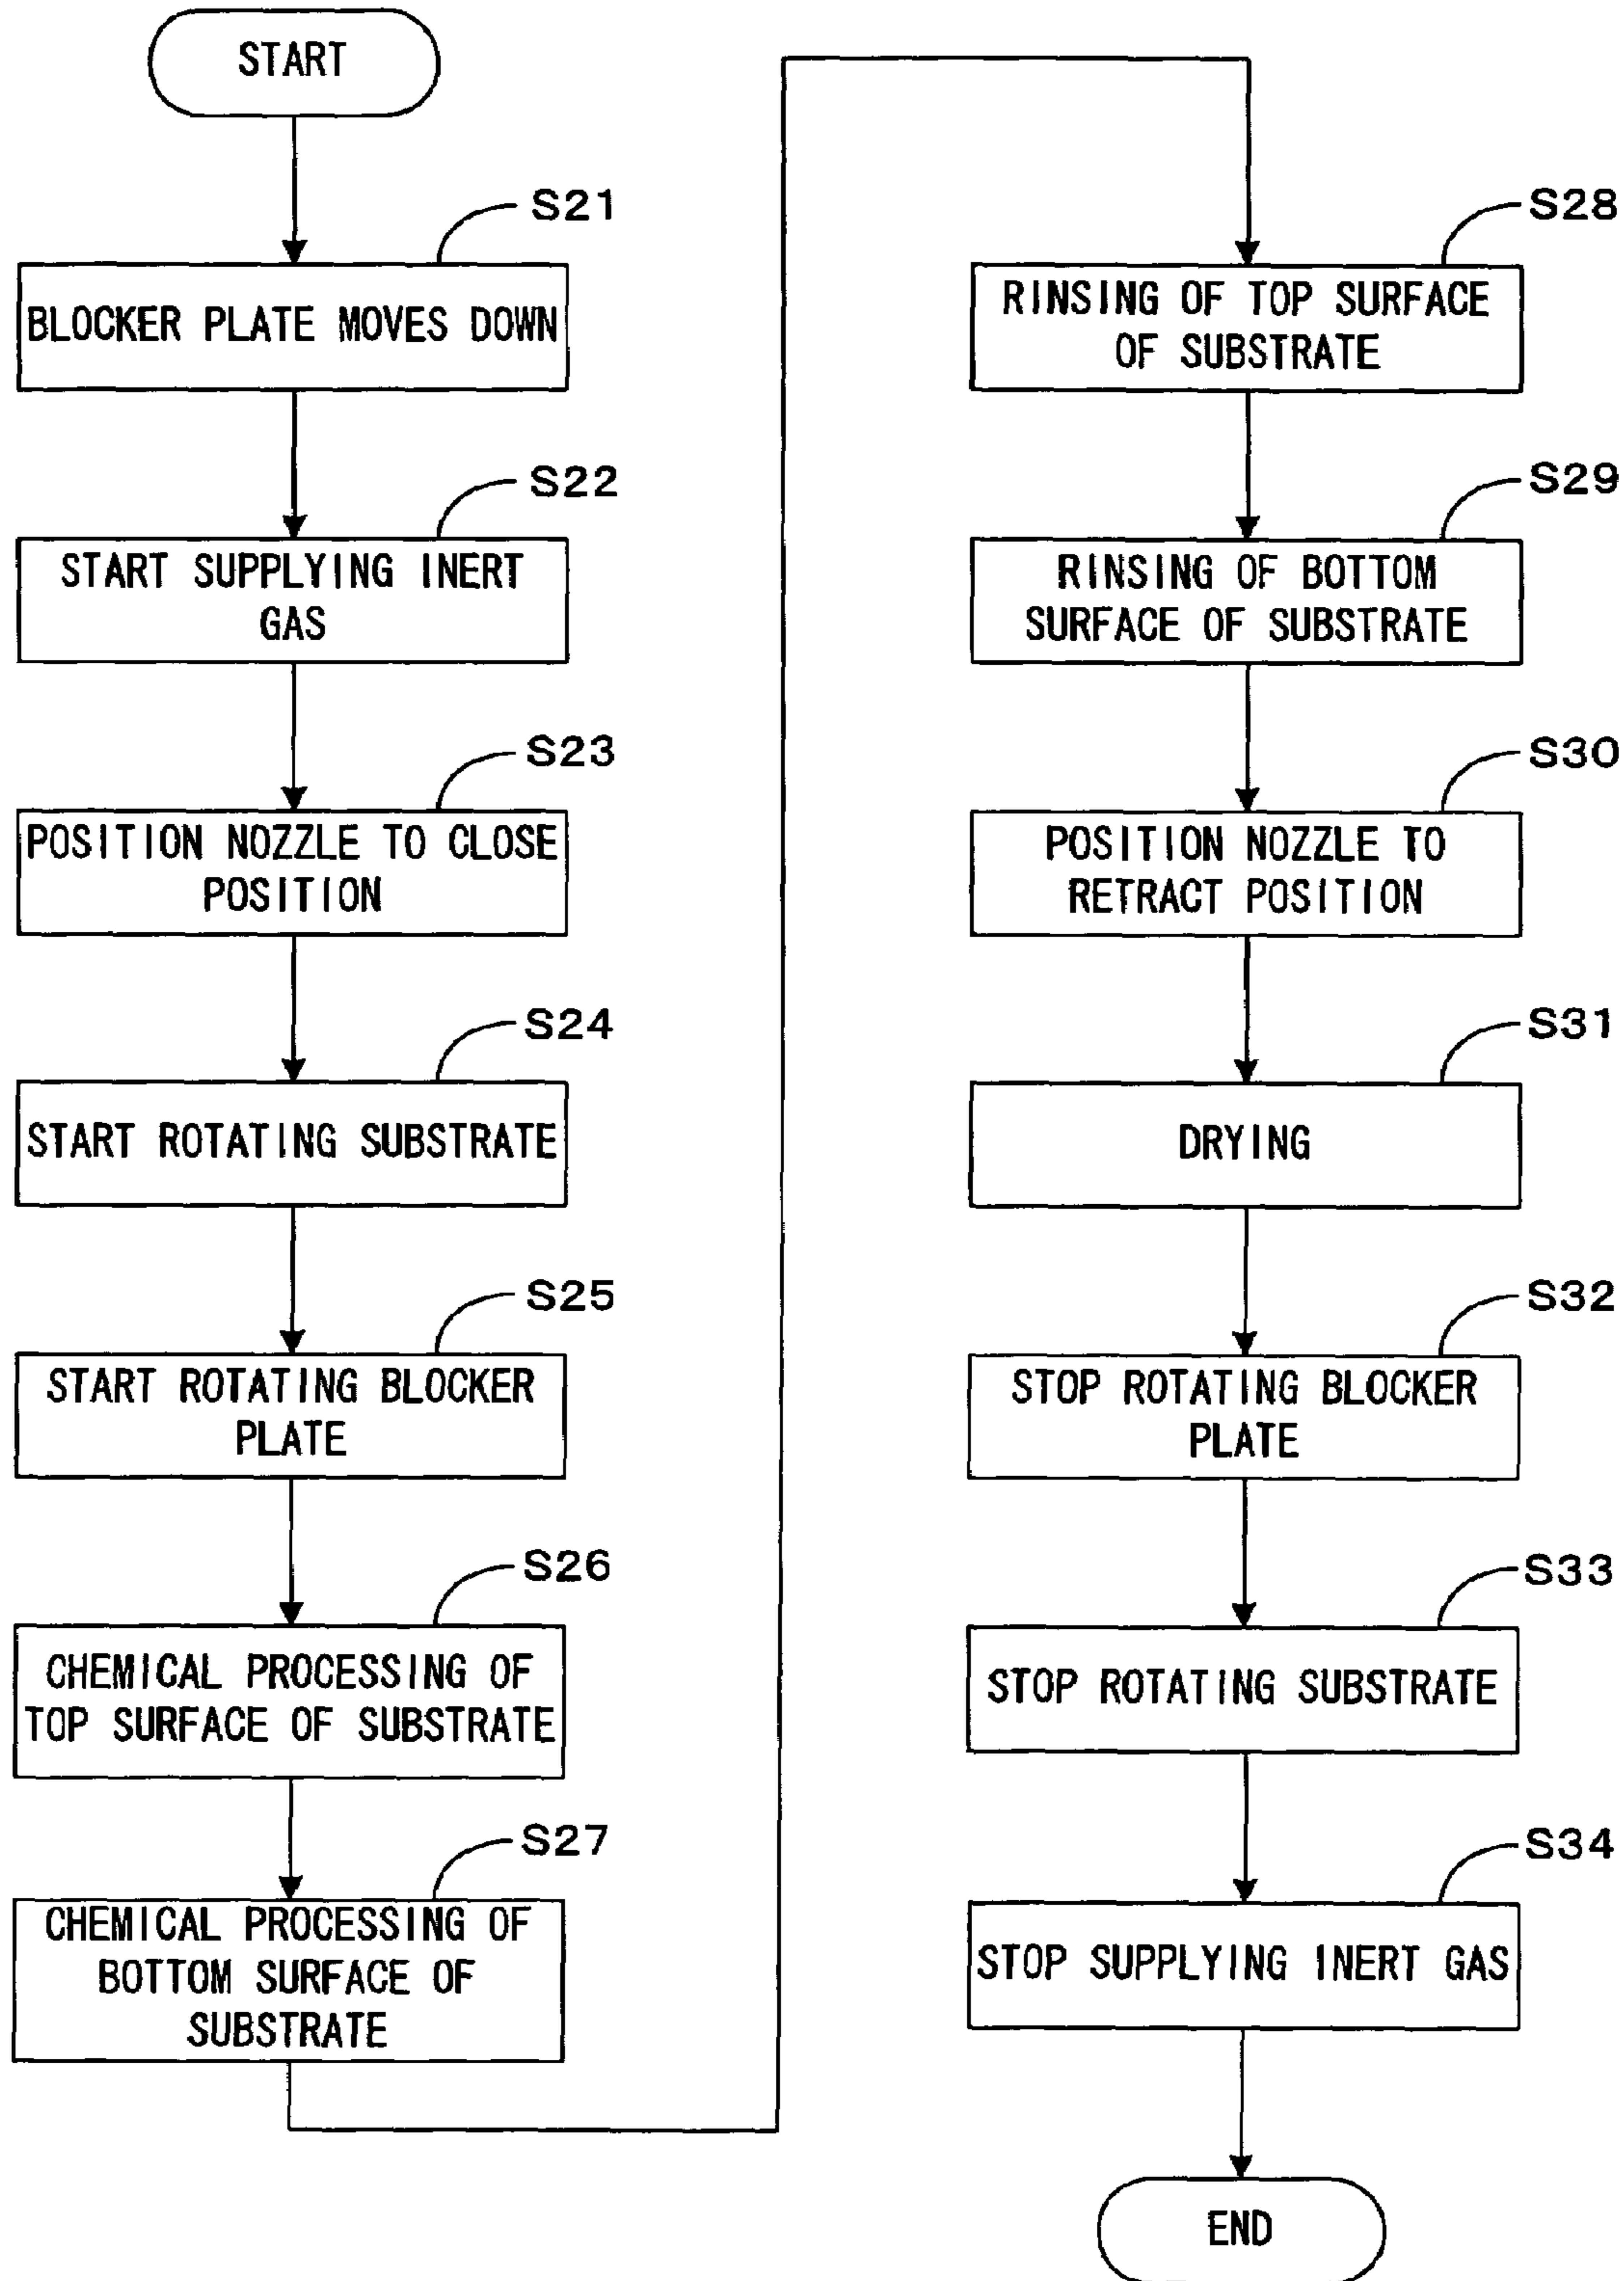 START
S21
BLOCKER PLATE MOVES DOWN
S22
START SUPPLYING INERT
GAS
S23
POSITION NOZZLE TO CLOSE
POSITION
S24
START ROTATING SUBSTRATE
S25
START ROTATING BLOCKER
PLATE
S26
CHEMICAL PROCESSING OF
TOP SURFACE OF SUBSTRATE
S27
CHEMICAL PROCESSING OF
BOTTOM SURFACE OF
SUBSTRATE
S28
RINSING OF TOP SURFACE
OF SUBSTRATE
S29
RINSING OF BOTTOM
SURFACE OF SUBSTRATE
S30
POSITION NOZZLE TO
RETRACT POSITION
S31
DRYING
S32
STOP ROTATING BLOCKER
PLATE
S33
STOP ROTATING SUBSTRATE
S34
STOP SUPPLYING INERT GAS
END